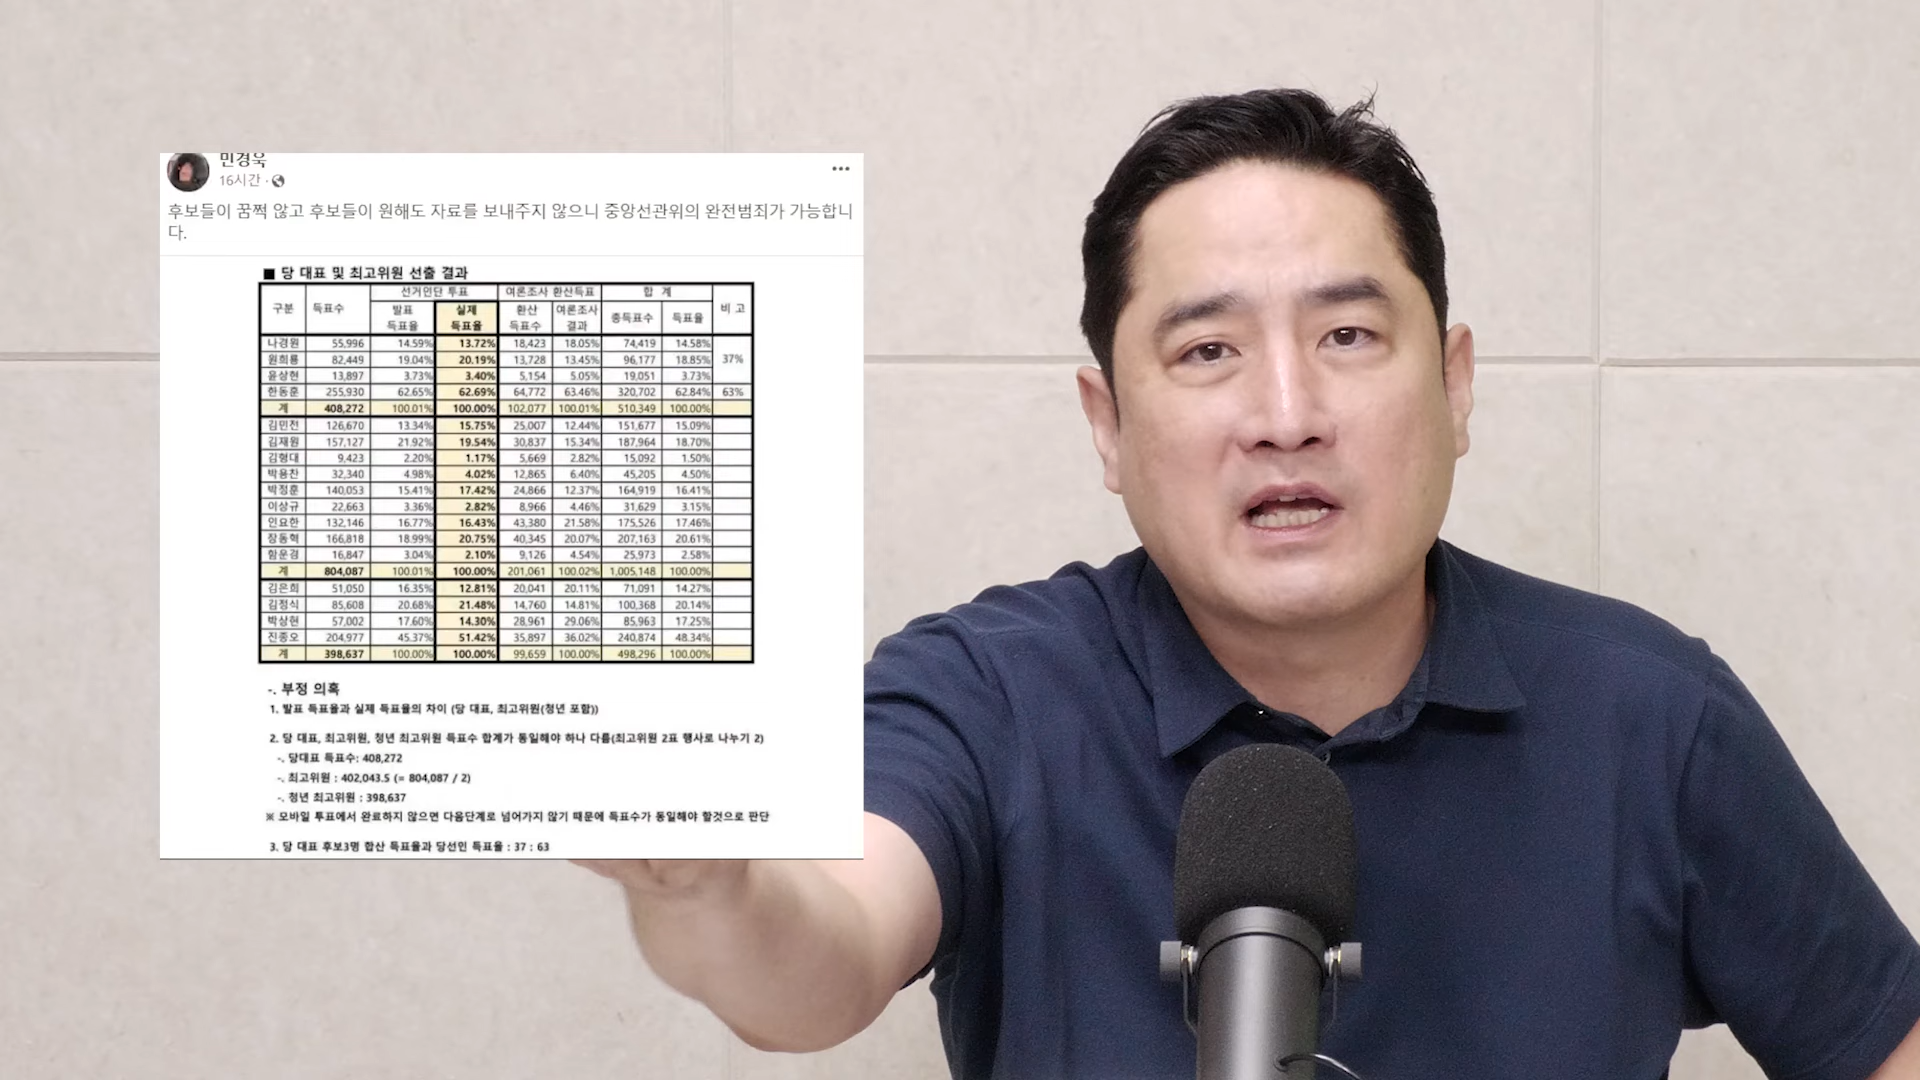 민경욱
16시간
후보들이 꿈쩍 않고 후보들이 원해도 자료를 보내주지 않으니 중앙선관위의 완전범죄가 가능합니
다.
■ 당 대표 및 최고위원 선출 결과
구분 득표수 선거인단 투표 여론조사 환산득표 합 계 비 고
발표 득표율 실제 득표율 환산 득표수 여론조사 결과 총득표수 득표율
나경원 55,996 14.59% 13.72% 18,423 18.05% 74,419 14.58%
원희룡 82,449 19.04% 20.19% 13,728 13.45% 96,177 18.85% 37%
윤상현 13,897 3.73% 3.40% 5,154 5.05% 19,051 3.73%
한동훈 255,930 62.65% 62.69% 64,772 63.46% 320,702 62.84% 63%
계 408,272 100.01% 100.00% 102,077 100.01% 510,349 100.00%
김민전 126,670 13.34% 15.75% 25,007 12.44% 151,677 15.09%
김재원 157,127 21.92% 19.54% 30,837 15.34% 187,964 18.70%
김형대 9,423 2.20% 1.17% 5,669 2.82% 15,092 1.50%
박용찬 32,340 4.98% 4.02% 12,865 6.40% 45,205 4.50%
박정훈 140,053 15.41% 17.42% 24,866 12.37% 164,919 16.41%
이상규 22,663 3.36% 2.82% 8,966 4.46% 31,629 3.15%
인요한 132,146 16.77% 16.43% 43,380 21.58% 175,526 17.46%
장동혁 166,818 18.99% 20.75% 40,345 20.07% 207,163 20.61%
함운경 16,847 3.04% 2.10% 9,126 4.54% 25,973 2.58%
계 804,087 100.01% 100.00% 201,061 100.02% 1,005,148 100.00%
김은희 51,050 16.35% 12.81% 20,041 20.11% 71,091 14.27%
김정식 85,608 20.68% 21.48% 14,760 14.81% 100,368 20.14%
박상현 57,002 17.60% 14.30% 28,961 29.06% 85,963 17.25%
진종오 204,977 45.37% 51.42% 35,897 36.02% 240,874 48.34%
계 398,637 100.00% 100.00% 99,659 100.00% 498,296 100.00%
-. 부정 의혹
1. 발표 득표율과 실제 득표율의 차이 (당 대표, 최고위원(청년 포함))
2. 당 대표, 최고위원, 청년 최고위원 득표수 합계가 동일해야 하나 다름(최고위원 2표 행사로 나누기 2)
-. 당대표 득표수: 408,272
-. 최고위원 : 402,043.5 (= 804,087 / 2)
-. 청년 최고위원 : 398,637
※ 모바일 투표에서 완료하지 않으면 다음단계로 넘어가지 않기 때문에 득표수가 동일해야 할것으로 판단
3. 당 대표 후보3명 합산 득표율과 당선인 득표율 : 37 : 63